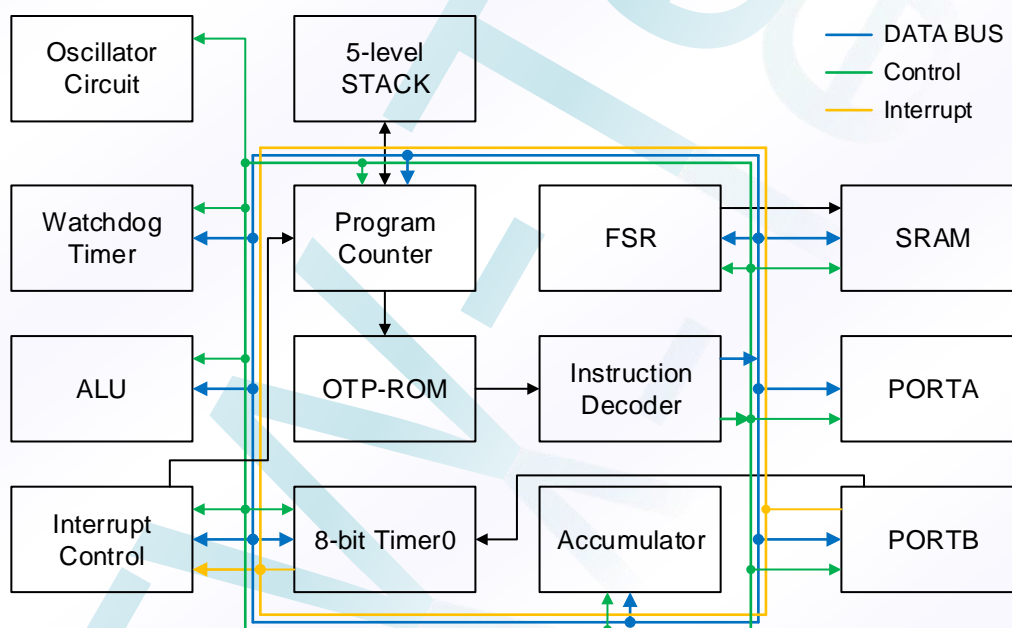 Oscillator
Circuit
5-level
STACK
DATA BUS
Control
Interrupt
Watchdog
Timer
Program
Counter
FSR
SRAM
ALU
OTP-ROM
Instruction
Decoder
PORTA
Interrupt
Control
8-bit Timer0
Accumulator
PORTB